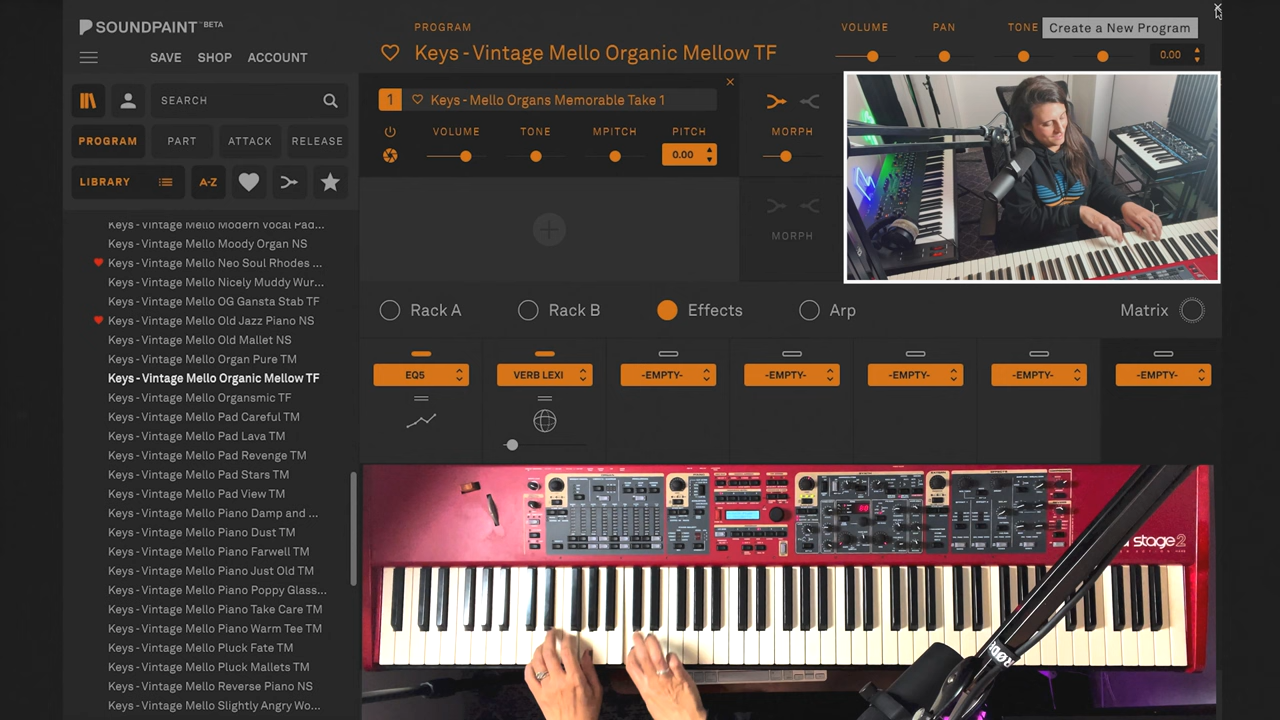 SOUNDPAINT BETA
SAVE SHOP ACCOUNT
SEARCH
PROGRAM PART ATTACK RELEASE
LIBRARY A-Z
Keys - Vintage Mello Modern Vocal Pad...
Keys - Vintage Mello Moody Organ NS
Keys - Vintage Mello Neo Soul Rhodes ...
Keys - Vintage Mello Nicely Muddy Wur...
Keys - Vintage Mello OG Gansta Stab TF
Keys - Vintage Mello Old Jazz Piano NS
Keys - Vintage Mello Old Mallet NS
Keys - Vintage Mello Organ Pure TM
Keys - Vintage Mello Organic Mellow TF
Keys - Vintage Mello Organsmic TF
Keys - Vintage Mello Pad Careful TM
Keys - Vintage Mello Pad Lava TM
Keys - Vintage Mello Pad Revenge TM
Keys - Vintage Mello Pad Stars TM
Keys - Vintage Mello Pad View TM
Keys - Vintage Mello Piano Damp and ...
Keys - Vintage Mello Piano Dust TM
Keys - Vintage Mello Piano Farwell TM
Keys - Vintage Mello Piano Just Old TM
Keys - Vintage Mello Piano Poppy Glass...
Keys - Vintage Mello Piano Take Care TM
Keys - Vintage Mello Piano Warm Tee TM
Keys - Vintage Mello Pluck Fate TM
Keys - Vintage Mello Pluck Mallets TM
Keys - Vintage Mello Reverse Piano NS
Keys - Vintage Mello Slightly Angry Wo...
PROGRAM
Keys - Vintage Mello Organic Mellow TF
VOLUME PAN TONE
Create a New Program
0.00
1 Keys - Mello Organs Memorable Take 1
VOLUME TONE MPITCH PITCH
0.00
MORPH
MORPH
Rack A Rack B Effects Arp Matrix
EQ5 VERB LEXI -EMPTY- -EMPTY- -EMPTY- -EMPTY- -EMPTY-
stage 2
RØDE